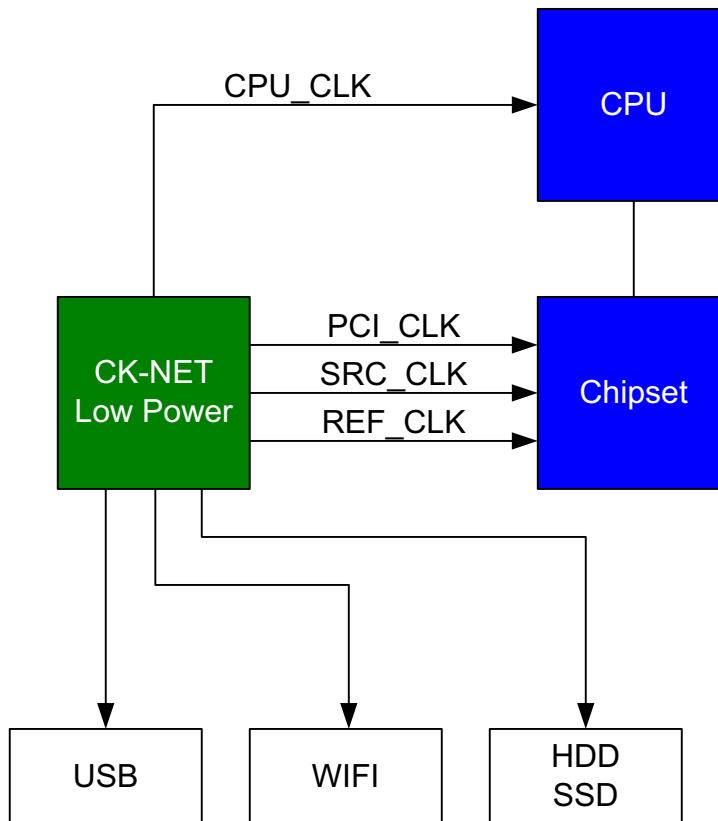 CPU_CLK
CPU
PCI_CLK
CK-NET
Low Power
SRC_CLK
Chipset
REF_CLK
USB
WIFI
HDD
SSD